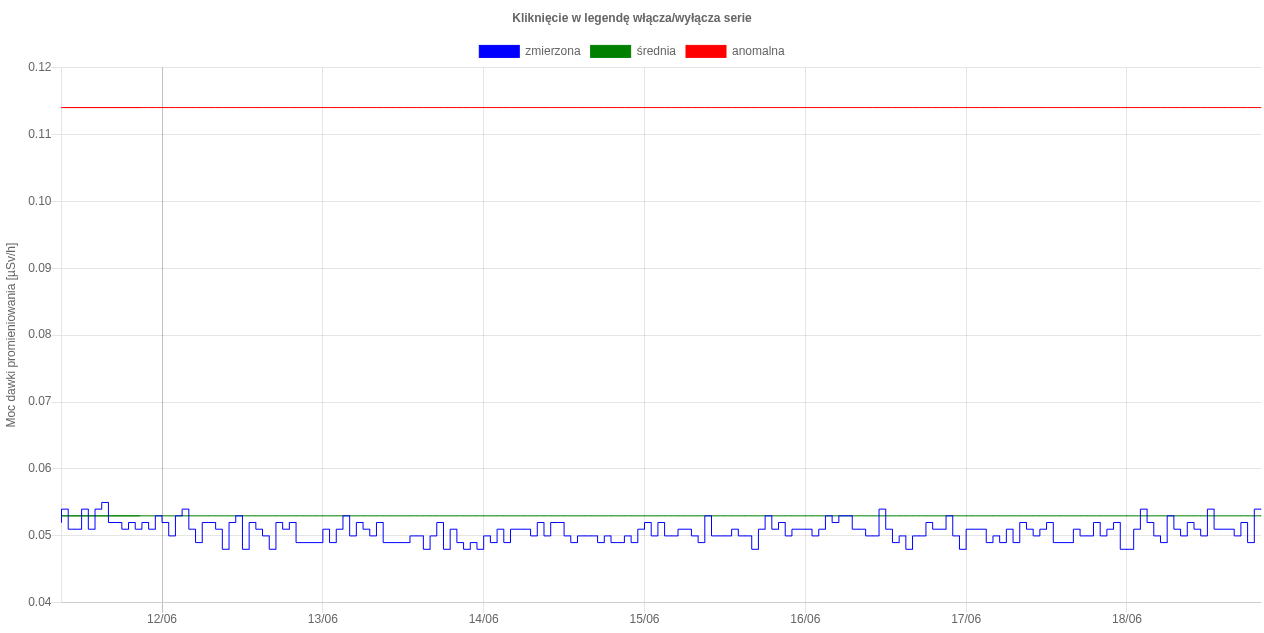 Kliknięcie w legendę włącza/wyłącza serie
zmierzona średnia anomalna
Moc dawki promieniowania [µSv/h]
0.12
0.11
0.10
0.09
0.08
0.07
0.06
0.05
0.04
12/06 13/06 14/06 15/06 16/06 17/06 18/06